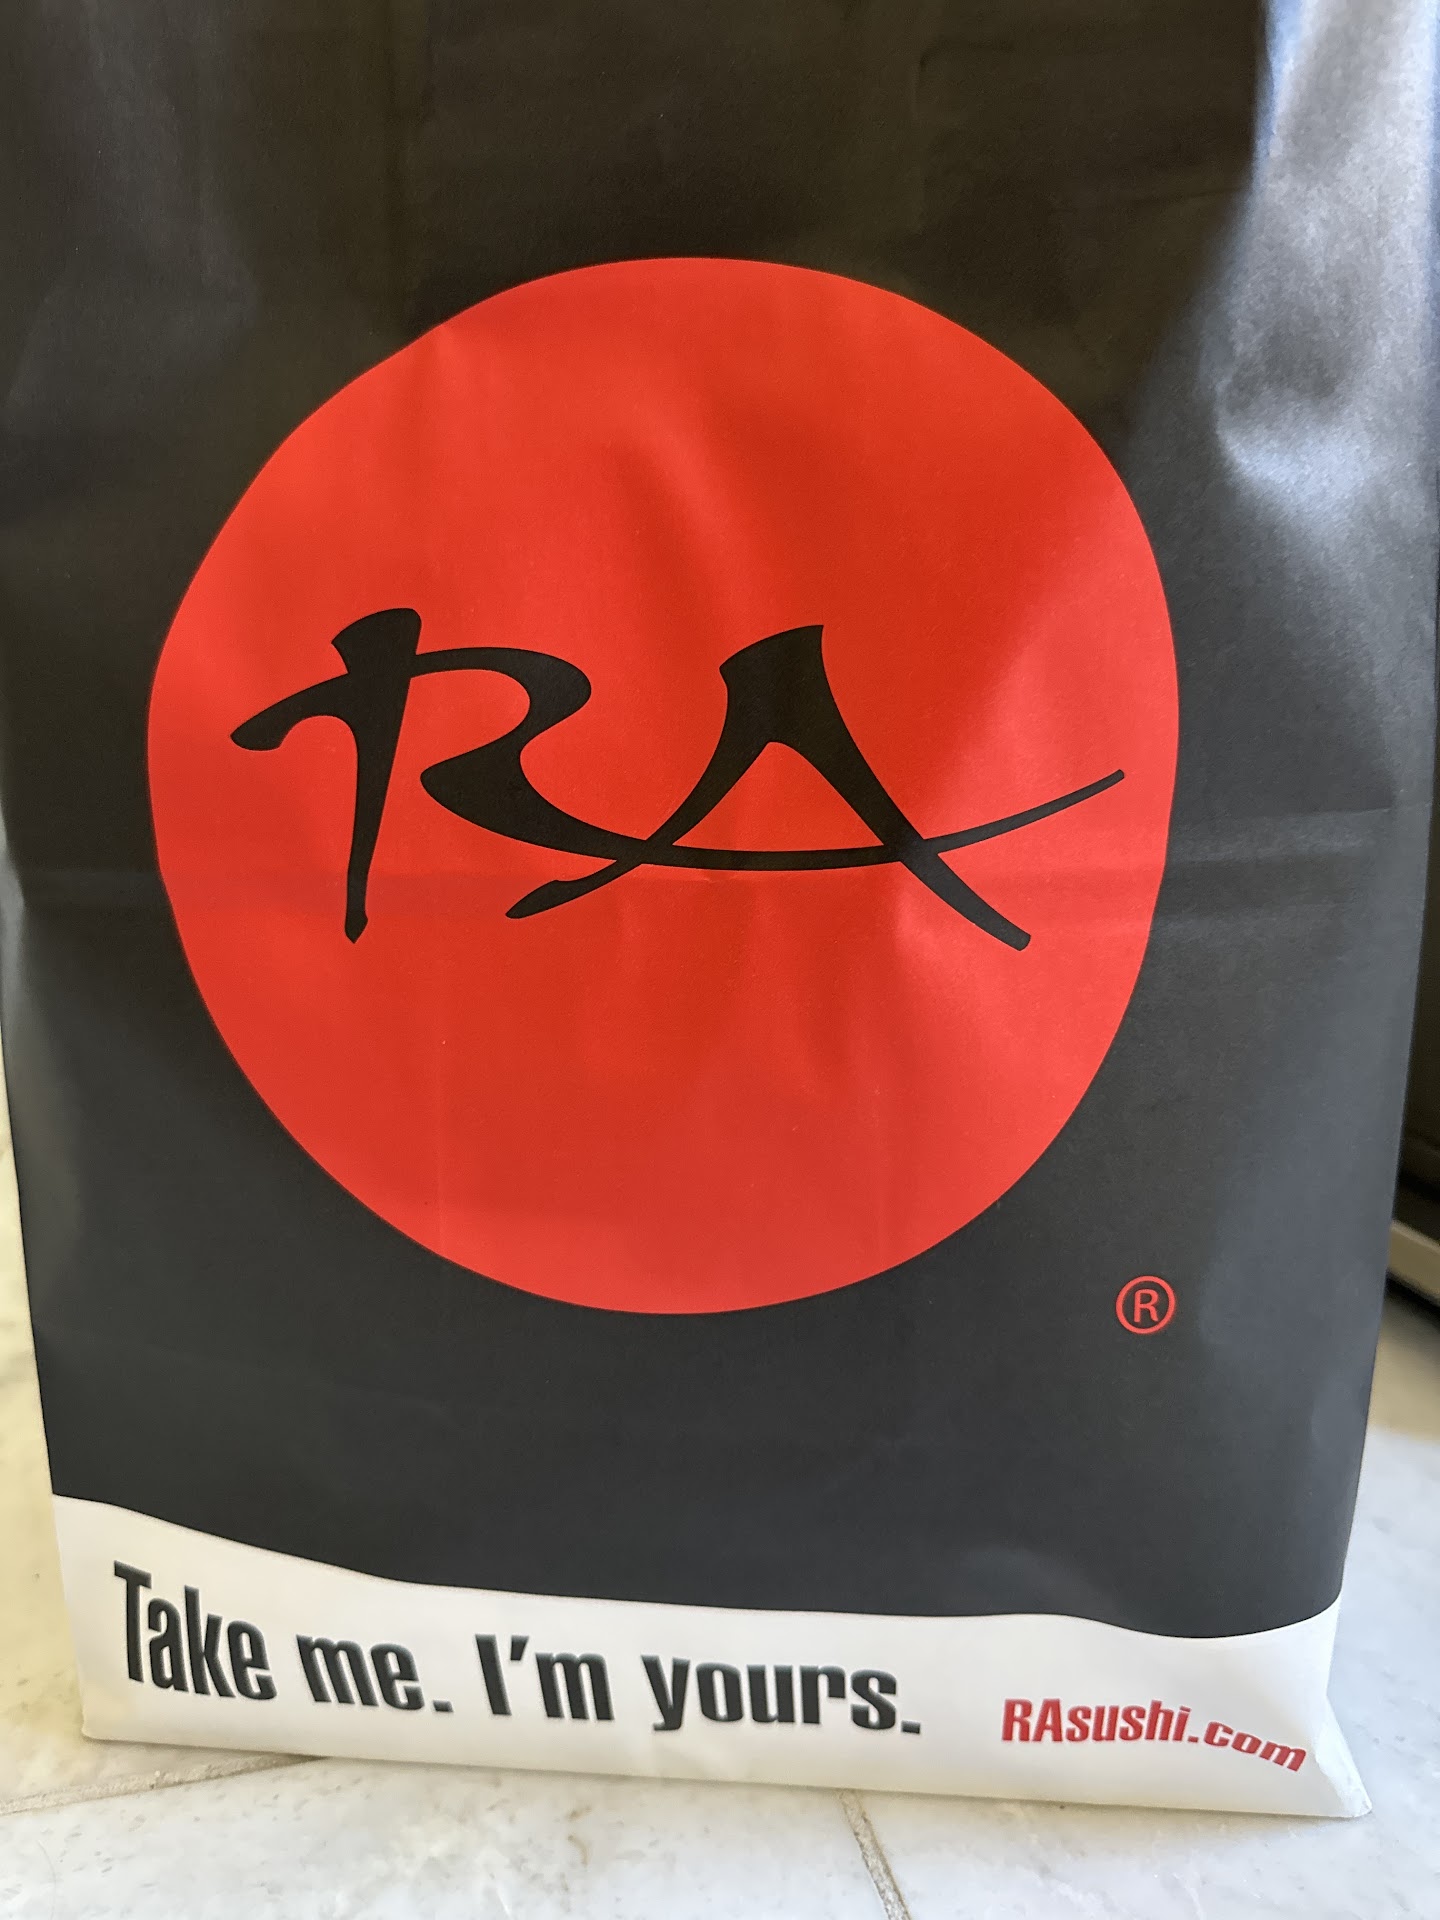 RA
®
Take me. I'm yours.
RAsushi.com